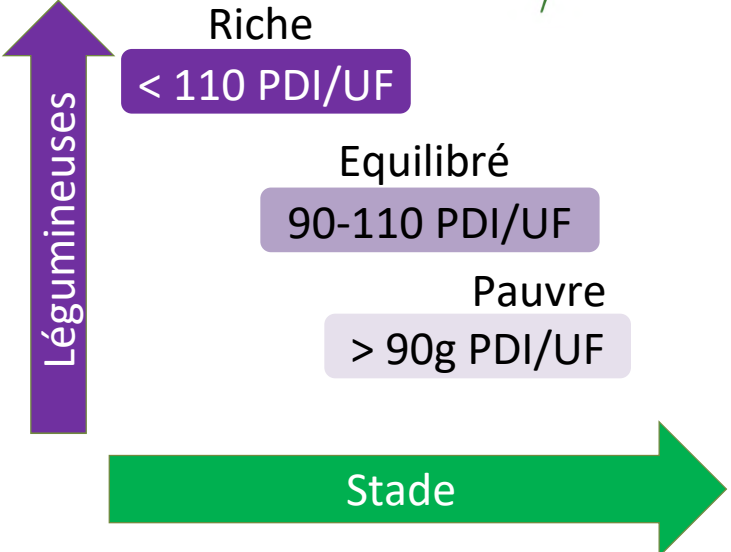 Riche
< 110 PDI/UF
Légumineuses
Equilibré
90-110 PDI/UF
Pauvre
> 90g PDI/UF
Stade